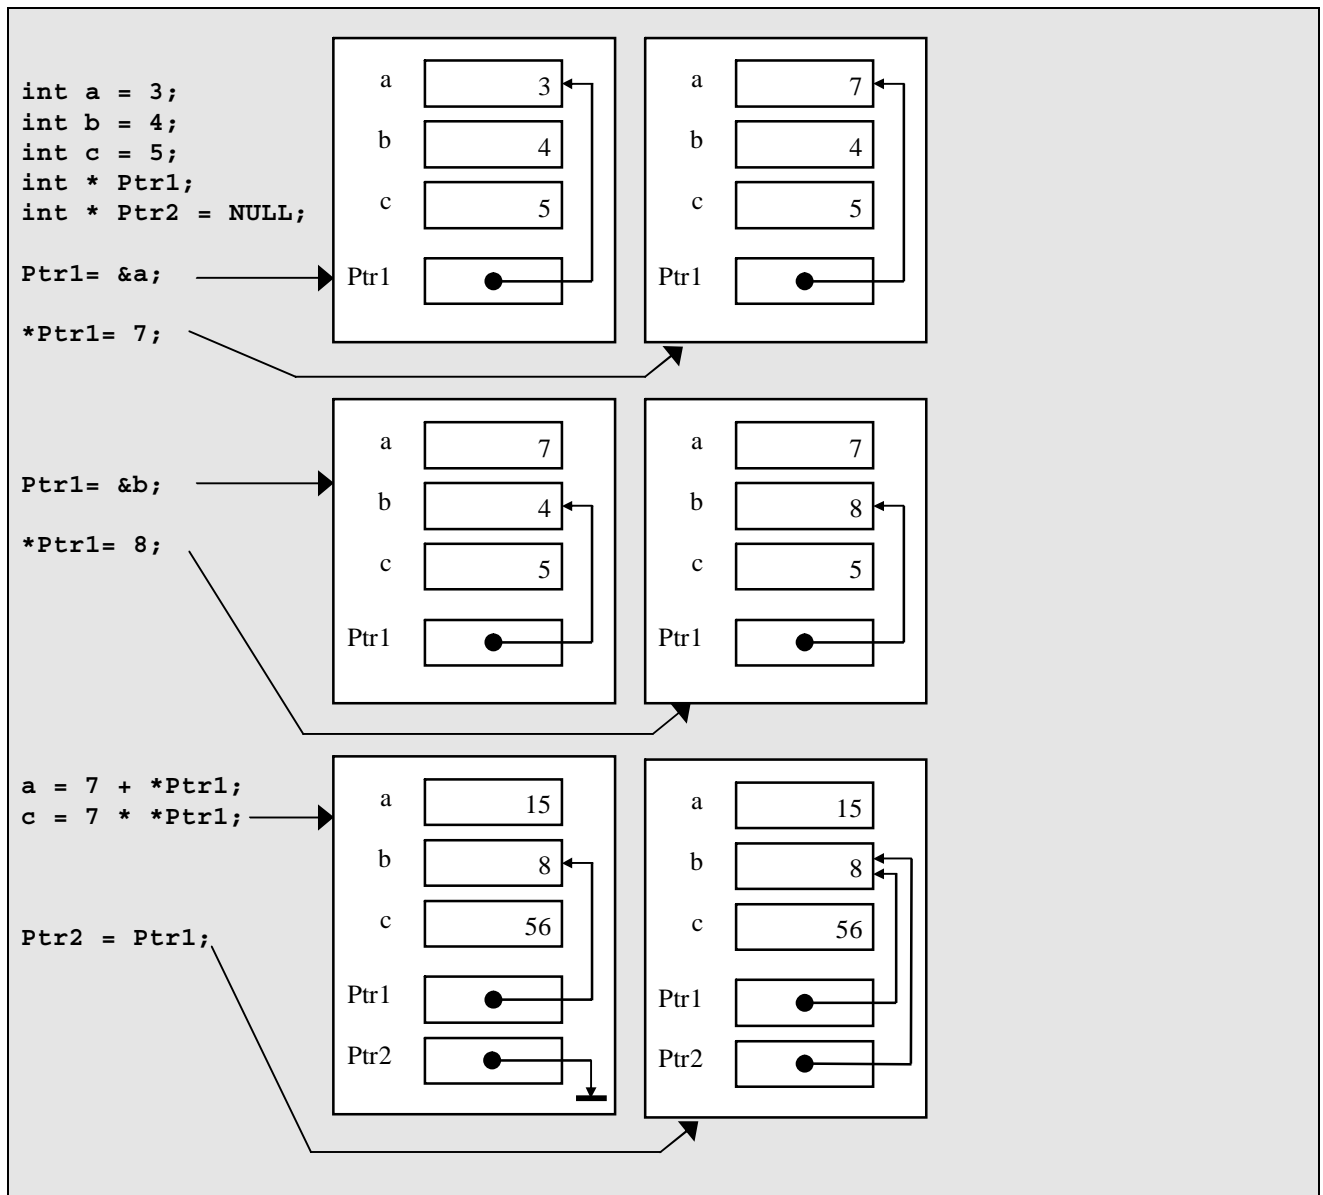 int a = 3;
int b = 4;
int c = 5;
int * Ptr1;
int * Ptr2 = NULL;
Ptr1= &a;
*Ptr1= 7;
a 3
b 4
c 5
Ptr1
a 7
b 4
c 5
Ptr1
Ptr1= &b;
*Ptr1= 8;
a 7
b 4
c 5
Ptr1
a 7
b 8
c 5
Ptr1
a = 7 + *Ptr1;
c = 7 * *Ptr1;
Ptr2 = Ptr1;
a 15
b 8
c 56
Ptr1
Ptr2
a 15
b 8
c 56
Ptr1
Ptr2